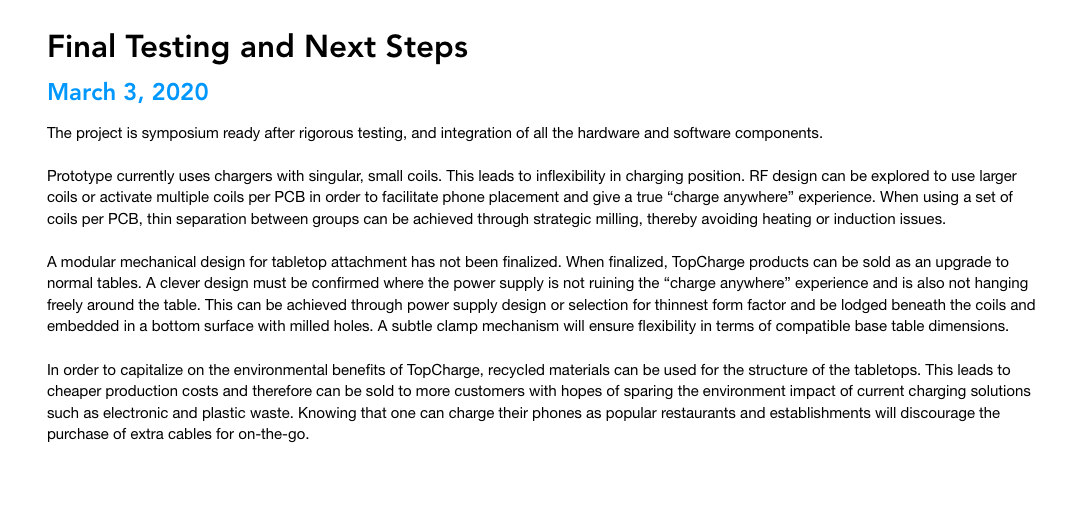 Final Testing and Next Steps
March 3, 2020
The project is symposium ready after rigorous testing, and integration of all the hardware and software components.
Prototype currently uses chargers with singular, small coils. This leads to inflexibility in charging position. RF design can be explored to use larger
coils or activate multiple coils per PCB in order to facilitate phone placement and give a true “charge anywhere” experience. When using a set of
coils per PCB, thin separation between groups can be achieved through strategic milling, thereby avoiding heating or induction issues.
A modular mechanical design for tabletop attachment has not been finalized. When finalized, TopCharge products can be sold as an upgrade to
normal tables. A clever design must be confirmed where the power supply is not ruining the “charge anywhere” experience and is also not hanging
freely around the table. This can be achieved through power supply design or selection for thinnest form factor and be lodged beneath the coils and
embedded in a bottom surface with milled holes. A subtle clamp mechanism will ensure flexibility in terms of compatible base table dimensions.
In order to capitalize on the environmental benefits of TopCharge, recycled materials can be used for the structure of the tabletops. This leads to
cheaper production costs and therefore can be sold to more customers with hopes of sparing the environment impact of current charging solutions
such as electronic and plastic waste. Knowing that one can charge their phones as popular restaurants and establishments will discourage the
purchase of extra cables for on-the-go.